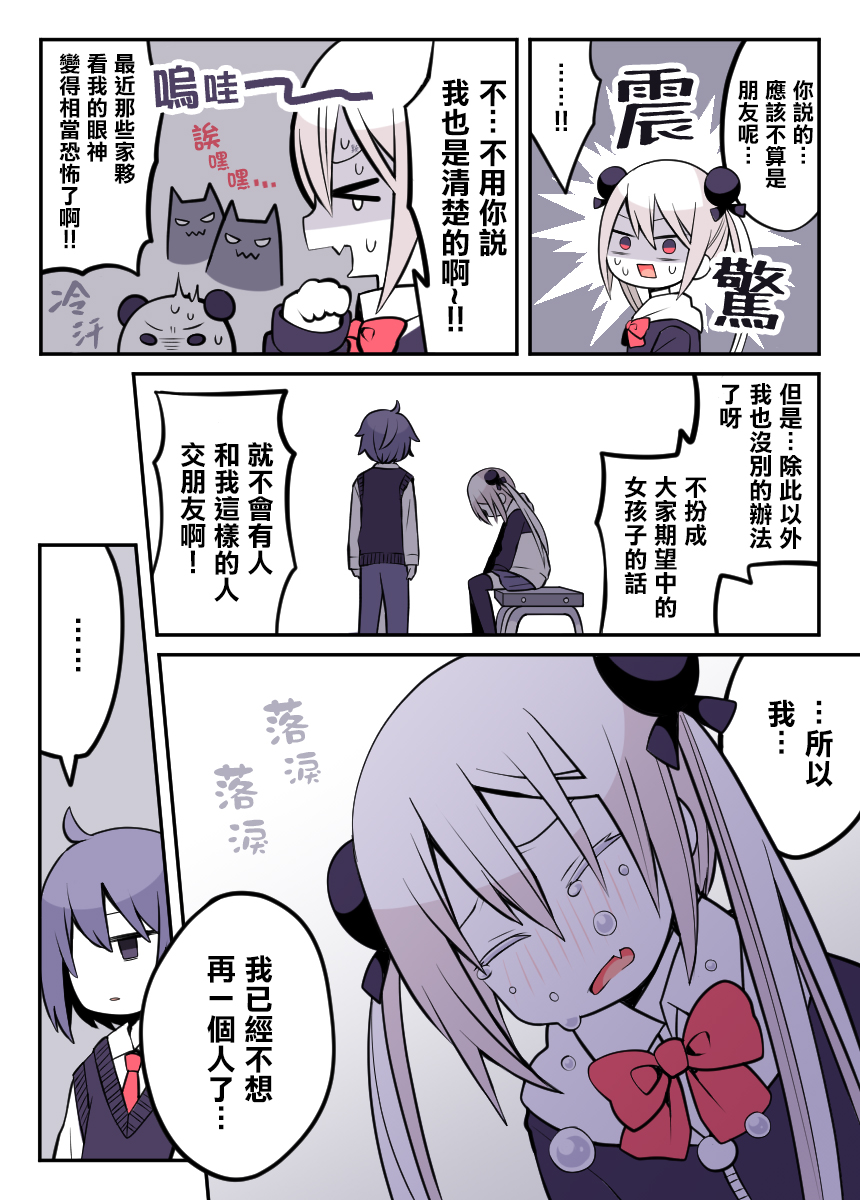 你說的…
應該不算是
朋友呢…
震
驚
……!!
不…不用你說
我也是清楚的啊~!!
嗚哇
誒
嘿
嘿…
最近那些家夥
看我的眼神
變得相當恐怖了啊!!
冷
汗
但是…除此以外
我也沒別的辦法
了呀
不扮成
大家期望中的
女孩子的話
就不會有人
和我這樣的人
交朋友啊！
……
…所以
我…
落
淚
落
淚
我已經不想
再一個人了…